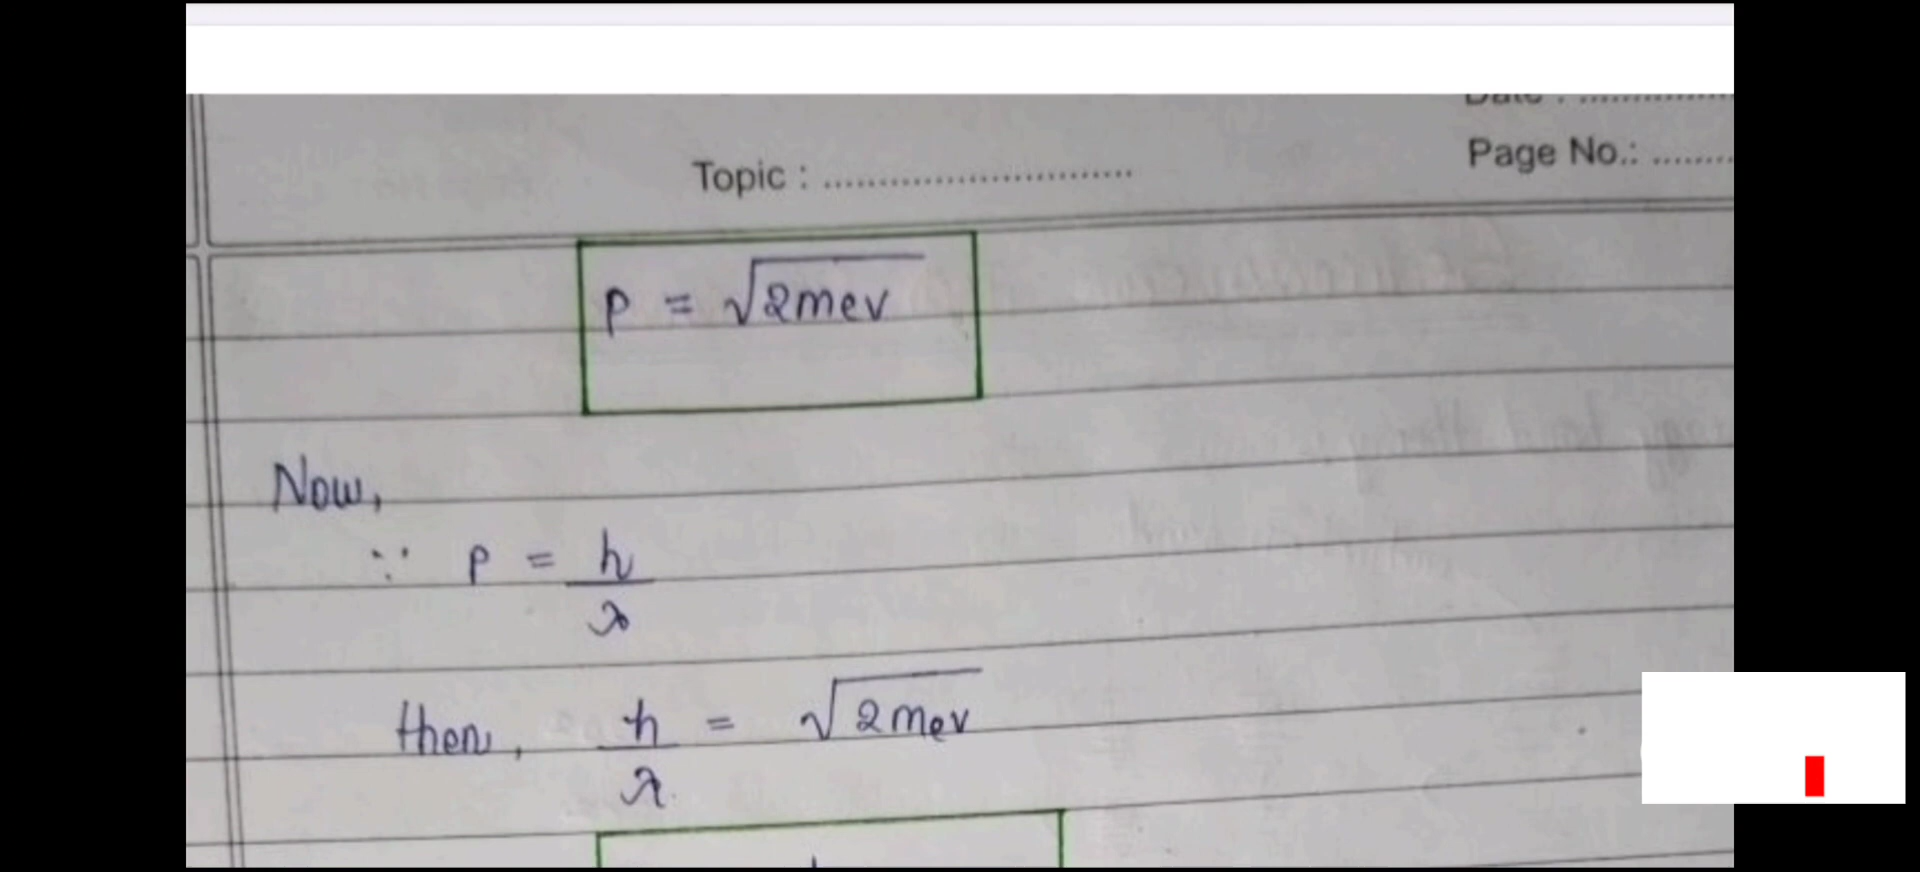 Page No.: ........
Topic : ............................
P = √2mev
Now,
∵ P = h/λ
then, h/λ = √2mev